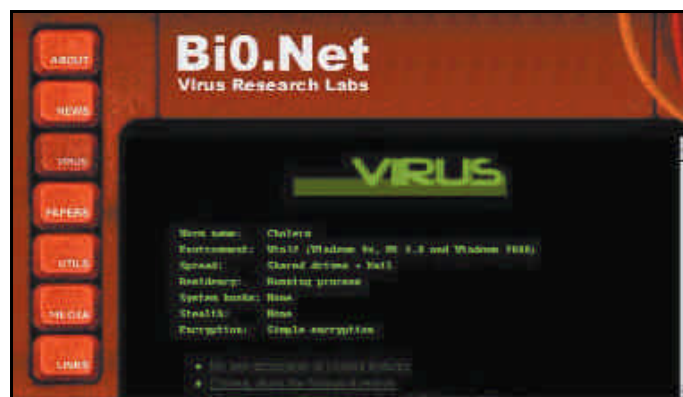 Bi0.Net
Virus Research Labs
ABOUT
NEWS
VIRUS
PAPERS
UTILS
MEDIA
LINKS
VIRUS
Worm name: Cholera
Environment: Win32 (Windows 9x, NT 4.0 and Windows 2000)
Spread: Shared drives + Mail
Residency: Running process
System hooks: None
Stealth: None
Encryption: Simple encryption